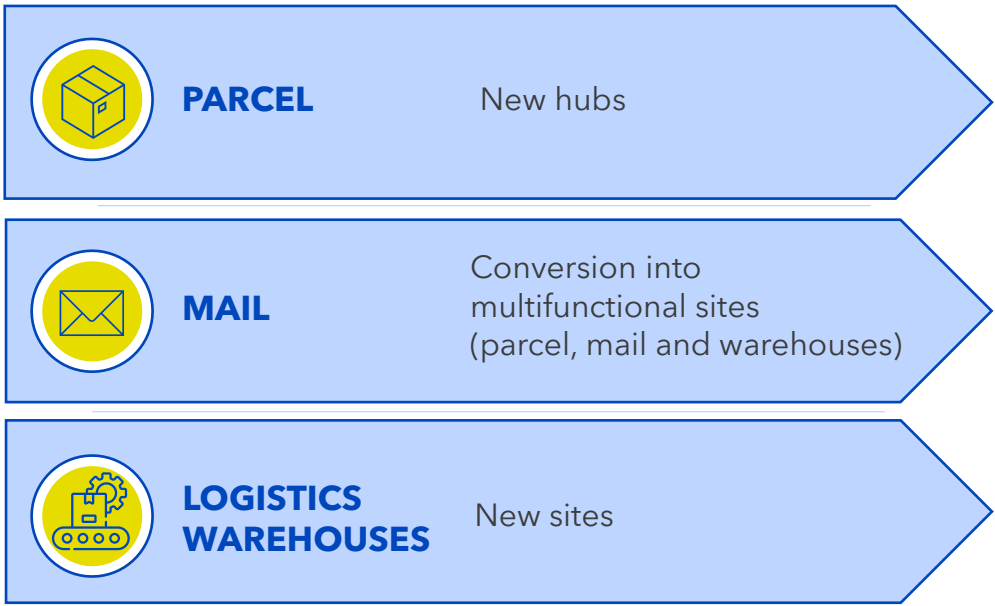 PARCEL
New hubs
MAIL
Conversion into
multifunctional sites
(parcel, mail and warehouses)
LOGISTICS
WAREHOUSES
New sites